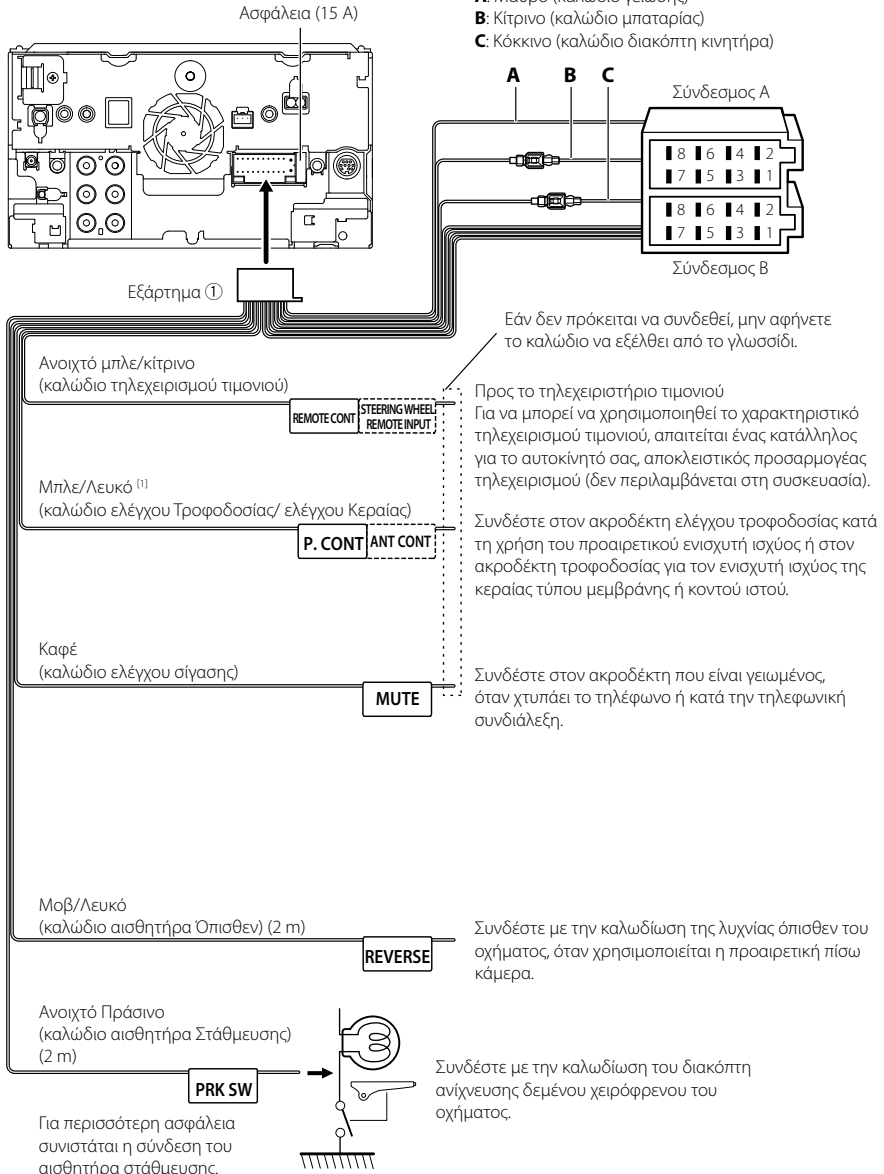 Ασφάλεια (15 A)
A: Μαύρο (καλώδιο γείωσης)
B: Κίτρινο (καλώδιο μπαταρίας)
C: Κόκκινο (καλώδιο διακόπτη κινητήρα)
A B C
Σύνδεσμος A
8 6 4 2
7 5 3 1
8 6 4 2
7 5 3 1
Σύνδεσμος B
Εξάρτημα ①
Εάν δεν πρόκειται να συνδεθεί, μην αφήνετε
το καλώδιο να εξέλθει από το γλωσσίδι.
Ανοιχτό μπλε/κίτρινο
(καλώδιο τηλεχειρισμού τιμονιού)
REMOTE CONT
STEERING WHEEL
REMOTE INPUT
Προς το τηλεχειριστήριο τιμονιού
Για να μπορεί να χρησιμοποιηθεί το χαρακτηριστικό
τηλεχειρισμού τιμονιού, απαιτείται ένας κατάλληλος
για το αυτοκίνητό σας, αποκλειστικός προσαρμογέας
τηλεχειρισμού (δεν περιλαμβάνεται στη συσκευασία).
Μπλε/Λευκό [1]
(καλώδιο ελέγχου Τροφοδοσίας/ ελέγχου Κεραίας)
P. CONT ANT CONT
Συνδέστε στον ακροδέκτη ελέγχου τροφοδοσίας κατά
τη χρήση του προαιρετικού ενισχυτή ισχύος ή στον
ακροδέκτη τροφοδοσίας για τον ενισχυτή ισχύος της
κεραίας τύπου μεμβράνης ή κοντού ιστού.
Καφέ
(καλώδιο ελέγχου σίγασης)
MUTE
Συνδέστε στον ακροδέκτη που είναι γειωμένος,
όταν χτυπάει το τηλέφωνο ή κατά την τηλεφωνική
συνδιάλεξη.
Μοβ/Λευκό
(καλώδιο αισθητήρα Όπισθεν) (2 m)
REVERSE
Συνδέστε με την καλωδίωση της λυχνίας όπισθεν του
οχήματος, όταν χρησιμοποιείται η προαιρετική πίσω
κάμερα.
Ανοιχτό Πράσινο
(καλώδιο αισθητήρα Στάθμευσης)
(2 m)
PRK SW
Συνδέστε με την καλωδίωση του διακόπτη
ανίχνευσης δεμένου χειρόφρενου του
οχήματος.
Για περισσότερη ασφάλεια
συνιστάται η σύνδεση του
αισθητήρα στάθμευσης.